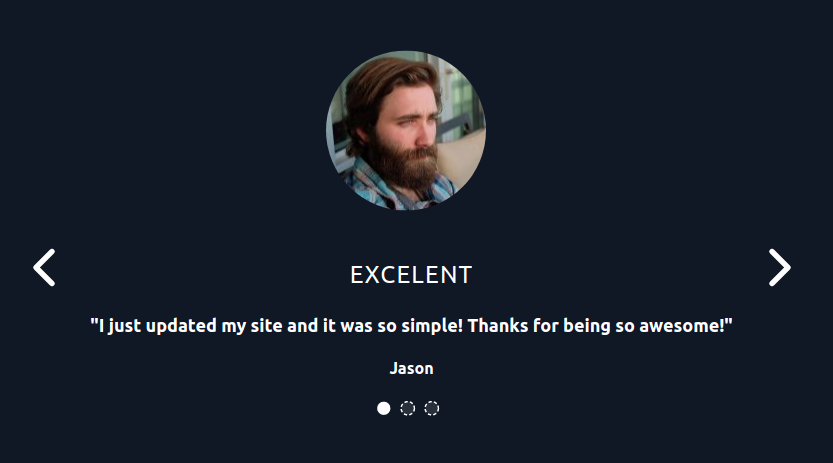 EXCELENT
"I just updated my site and it was so simple! Thanks for being so awesome!"
Jason